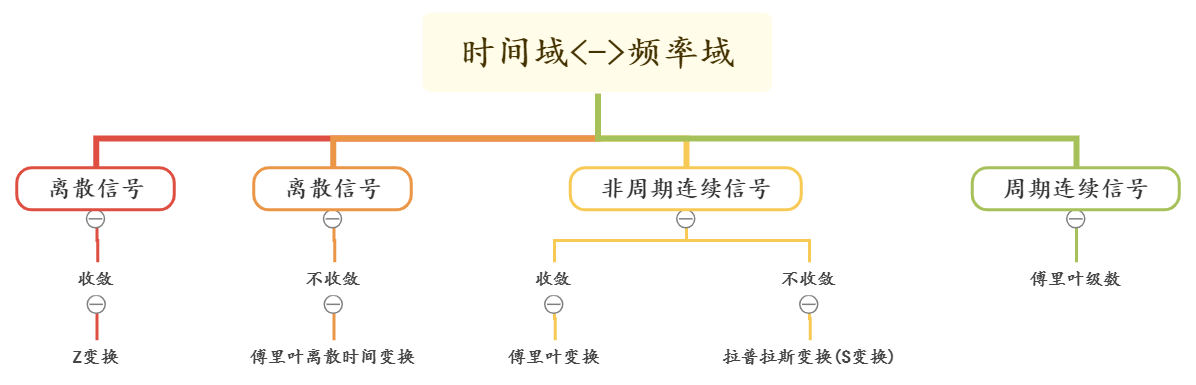 时间域<->频率域
离散信号
离散信号
非周期连续信号
周期连续信号
收敛
不收敛
收敛
不收敛
傅里叶级数
Z变换
傅里叶离散时间变换
傅里叶变换
拉普拉斯变换(S变换)